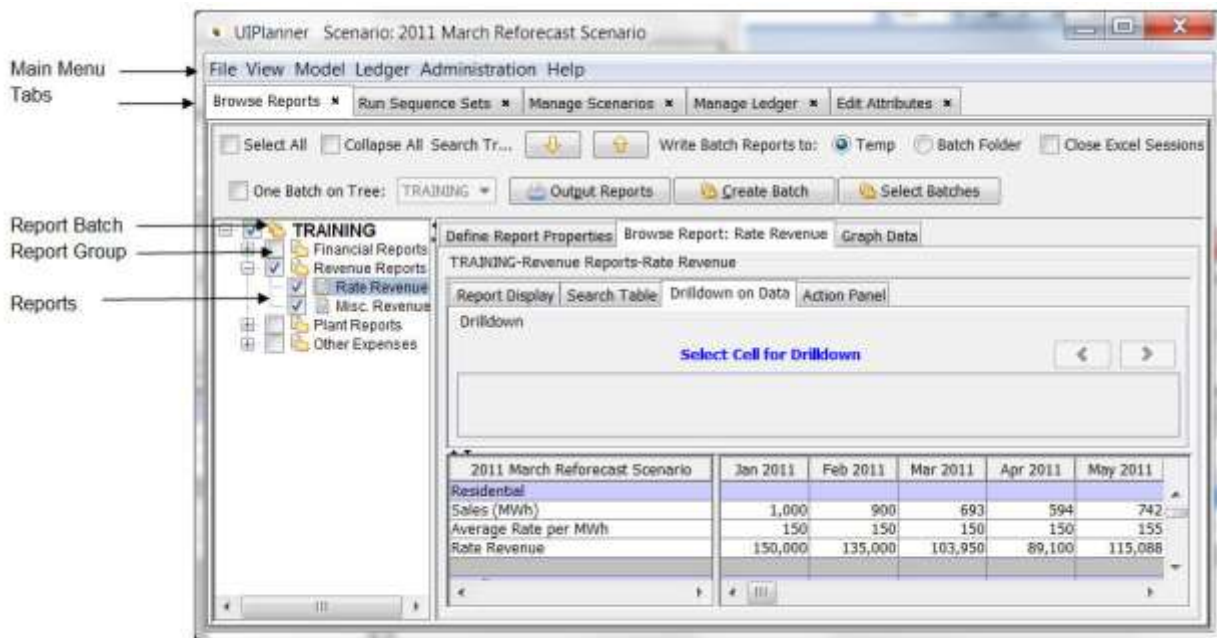 UIPlanner Scenario: 2011 March Reforecast Scenario
Main Menu
File View Model Ledger Administration Help
Tabs
Browse Reports Run Sequence Sets Manage Scenarios Manage Ledger Edit Attributes
Select All Collapse All Search Tr... Write Batch Reports to: Temp Batch Folder Close Excel Sessions
One Batch on Tree: TRAINING Output Reports Create Batch Select Batches
Report Batch
Report Group
Reports
TRAINING
Financial Reports
Revenue Reports
Rate Revenue
Misc. Revenue
Plant Reports
Other Expenses
Define Report Properties Browse Report: Rate Revenue Graph Data
TRAINING-Revenue Reports-Rate Revenue
Report Display Search Table Drilldown on Data Action Panel
Drilldown
Select Cell for Drilldown
2011 March Reforecast Scenario Jan 2011 Feb 2011 Mar 2011 Apr 2011 May 2011
Residential
Sales (MWh) 1,000 900 693 594 742
Average Rate per MWh 150 150 150 150 155
Rate Revenue 150,000 135,000 103,950 89,100 115,088